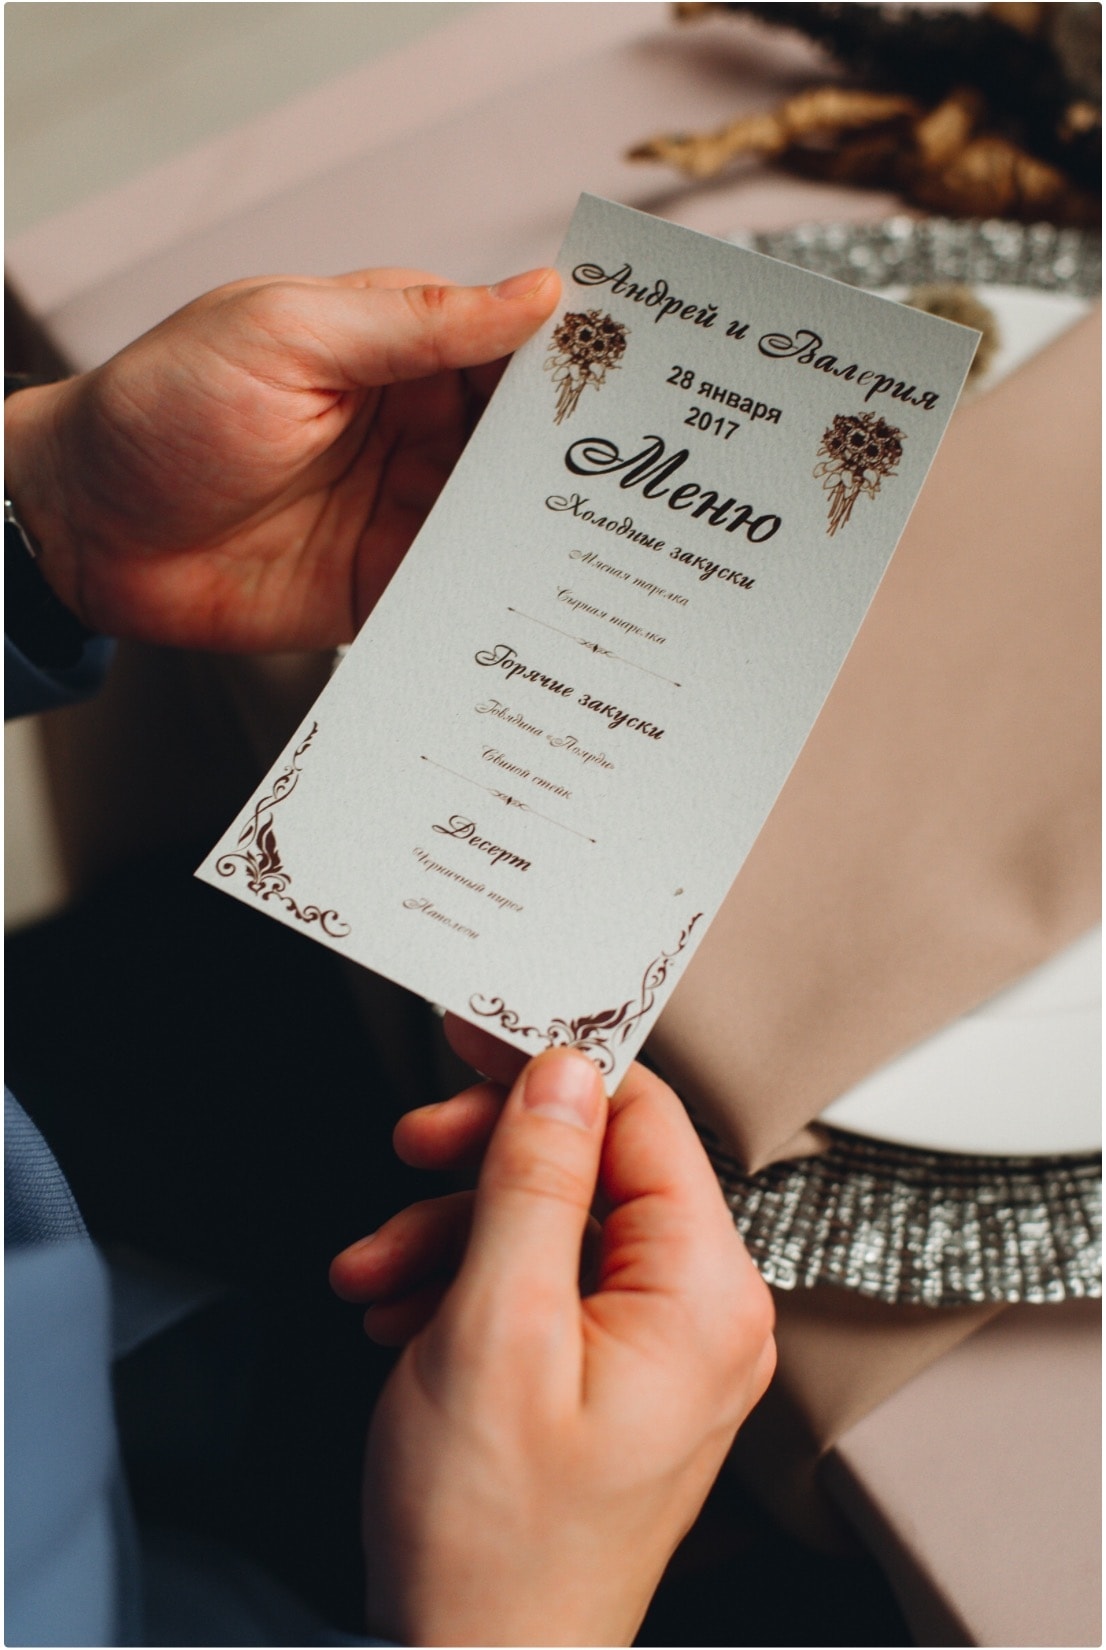 Андрей и Валерия
28 января
2017
Меню
Холодные закуски
Мясная тарелка
Сырная тарелка
Горячие закуски
Говядина «Поярди»
Свиной стейк
Десерт
Черничный пирог
Наполеон